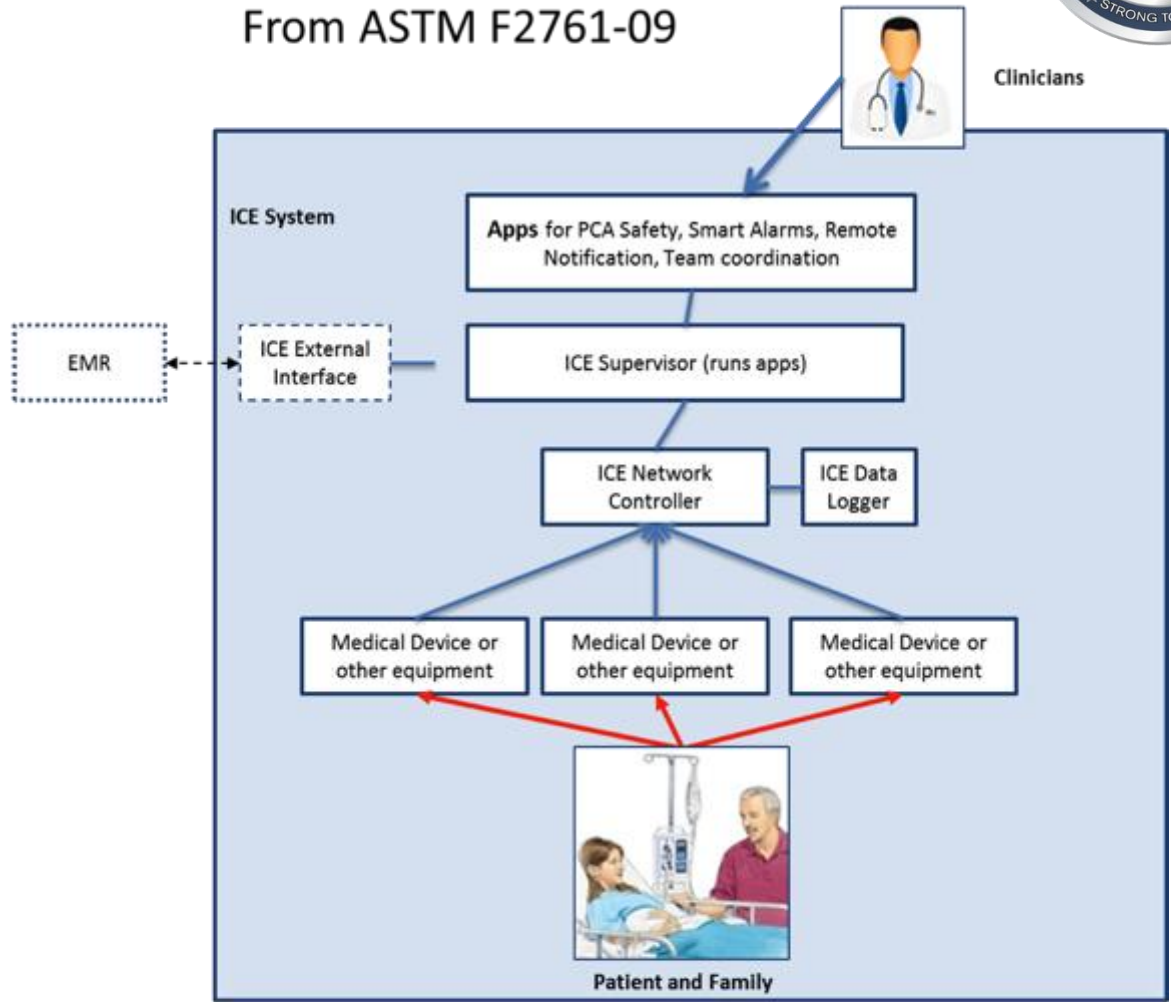 From ASTM F2761-09
STRONG TO
Clinicians
ICE System
Apps for PCA Safety, Smart Alarms, Remote
Notification, Team coordination
EMR
ICE External
Interface
ICE Supervisor (runs apps)
ICE Network
Controller
ICE Data
Logger
Medical Device or
other equipment
Medical Device or
other equipment
Medical Device or
other equipment
Patient and Family